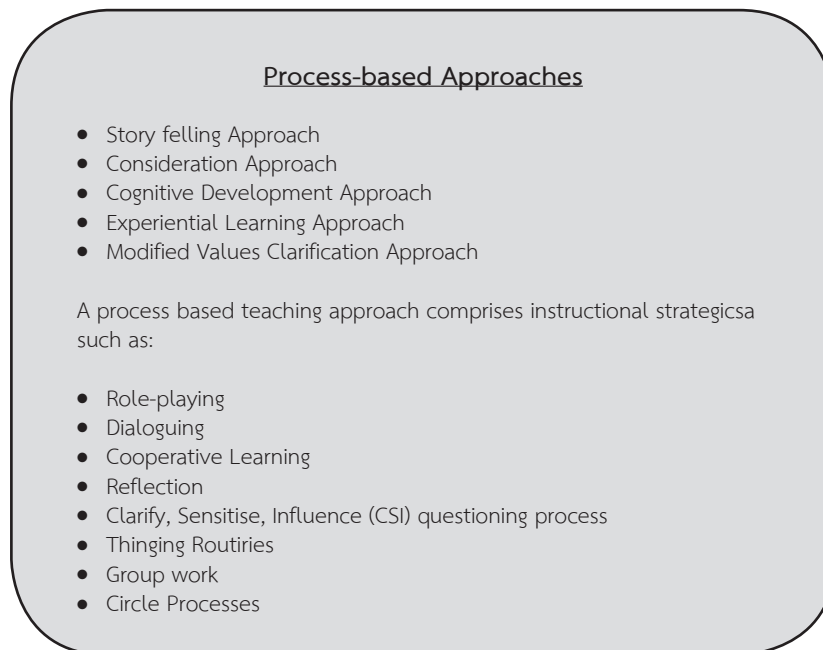 Process-based Approaches
• Story felling Approach
• Consideration Approach
• Cognitive Development Approach
• Experiential Learning Approach
• Modified Values Clarification Approach
A process based teaching approach comprises instructional strategicsa
such as:
• Role-playing
• Dialoguing
• Cooperative Learning
• Reflection
• Clarify, Sensitise, Influence (CSI) questioning process
• Thinging Routiries
• Group work
• Circle Processes